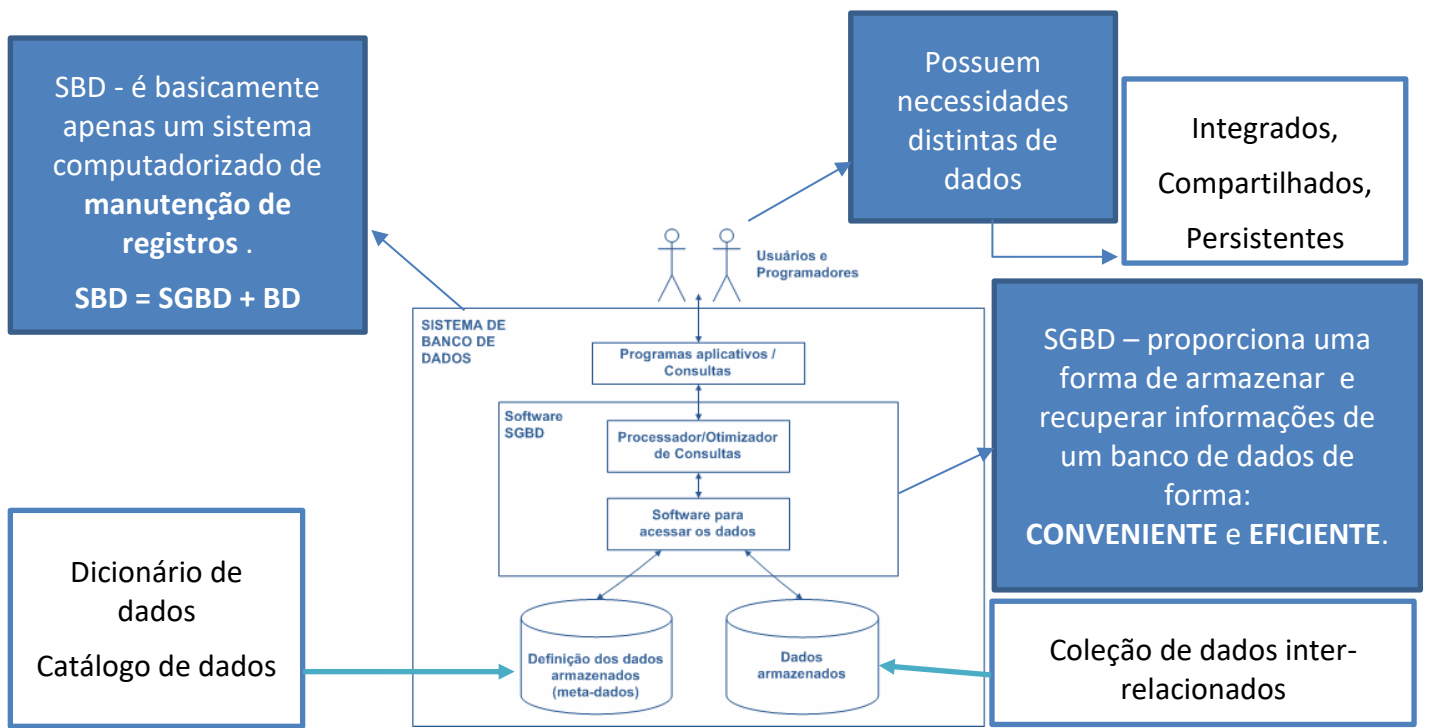 SBD - é basicamente
apenas um sistema
computadorizado de
manutenção de
registros .
SBD = SGBD + BD
Possuem
necessidades
distintas de
dados
Integrados,
Compartilhados,
Persistentes
Usuários e
Programadores
SISTEMA DE
BANCO DE
DADOS
Programas aplicativos /
Consultas
Software
SGBD
Processador/Otimizador
de Consultas
Software para
acessar os dados
SGBD – proporciona uma
forma de armazenar e
recuperar informações de
um banco de dados de
forma:
CONVENIENTE e EFICIENTE.
Dicionário de
dados
Catálogo de dados
Definição dos dados
armazenados
(meta-dados)
Dados
armazenados
Coleção de dados inter-
relacionados